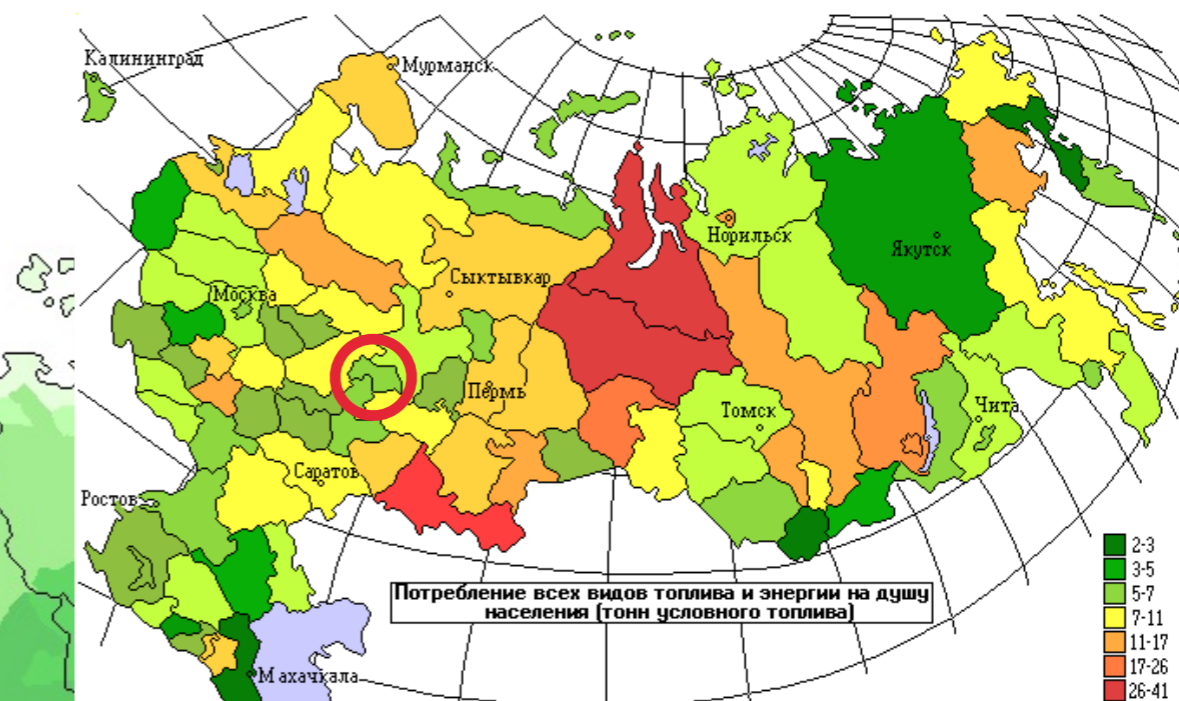 Калининград
Мурманск
Норильск
Якутск
Сыктывкар
Москва
Пермь
Томск
Чита
Саратов
Ростов
Потребление всех видов топлива и энергии на душу
населения (тонн условного топлива)
Махачкала
2-3
3-5
5-7
7-11
11-17
17-26
26-41